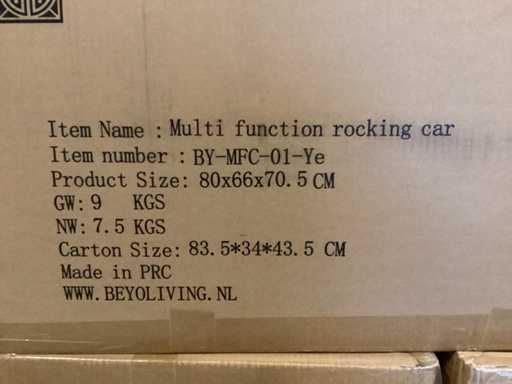 Item Name : Multi function rocking car
Item number : BY-MFC-01-Ye
Product Size: 80x66x70.5 CM
GW: 9 KGS
NW: 7.5 KGS
Carton Size: 83.5*34*43.5 CM
Made in PRC
WWW.BEYOLIVING.NL